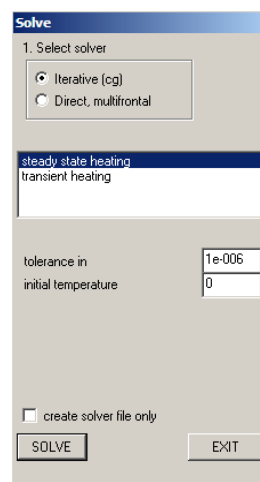 Solve
1. Select solver
Iterative (cg)
Direct, multifrontal
steady state heating
transient heating
tolerance in 1e-006
initial temperature 0
create solver file only
SOLVE EXIT